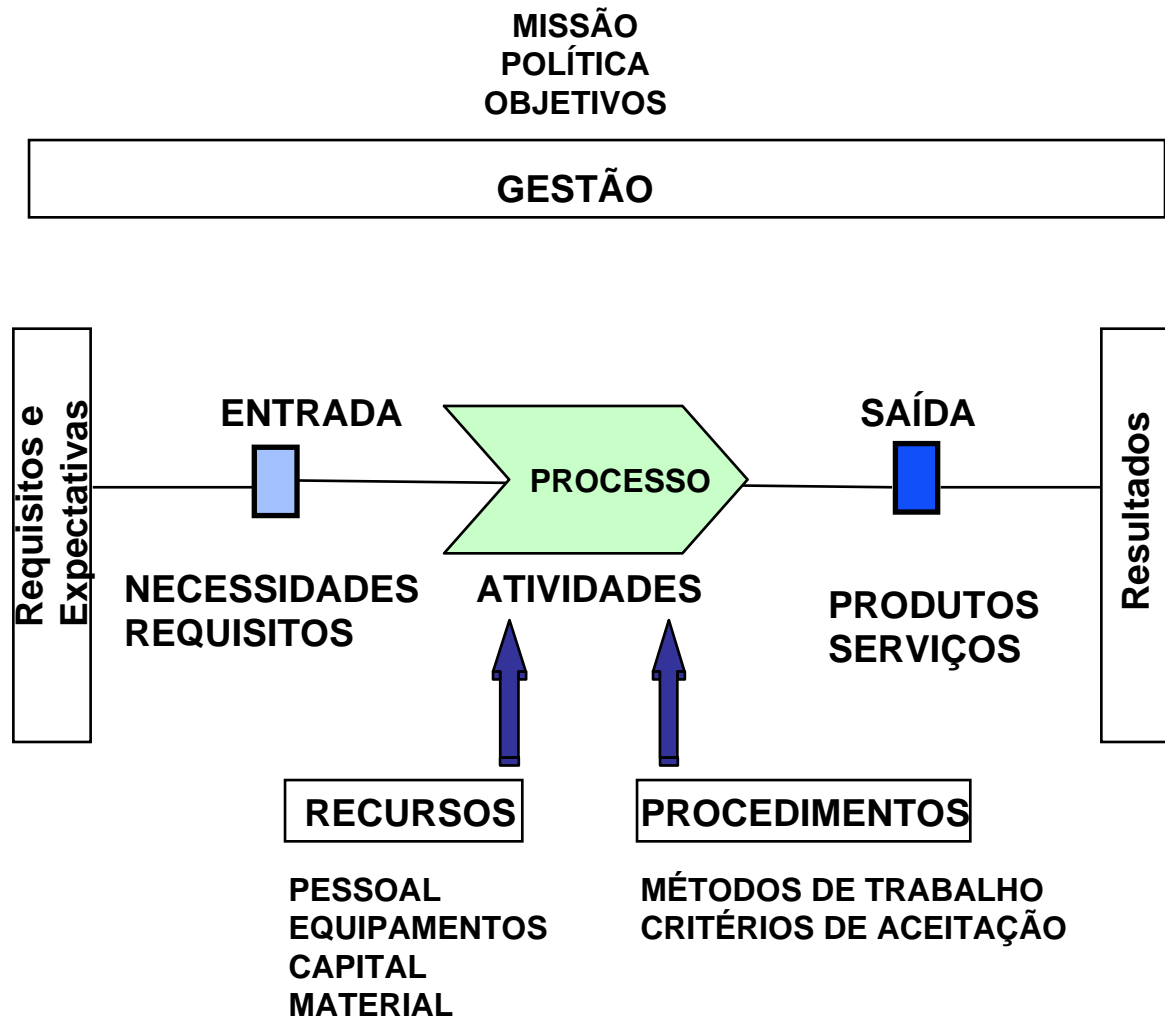 MISSÃO
POLÍTICA
OBJETIVOS
GESTÃO
Requisitos e
Expectativas
ENTRADA
PROCESSO
SAÍDA
Resultados
NECESSIDADES
REQUISITOS
ATIVIDADES
PRODUTOS
SERVIÇOS
RECURSOS
PROCEDIMENTOS
PESSOAL
EQUIPAMENTOS
CAPITAL
MATERIAL
MÉTODOS DE TRABALHO
CRITÉRIOS DE ACEITAÇÃO